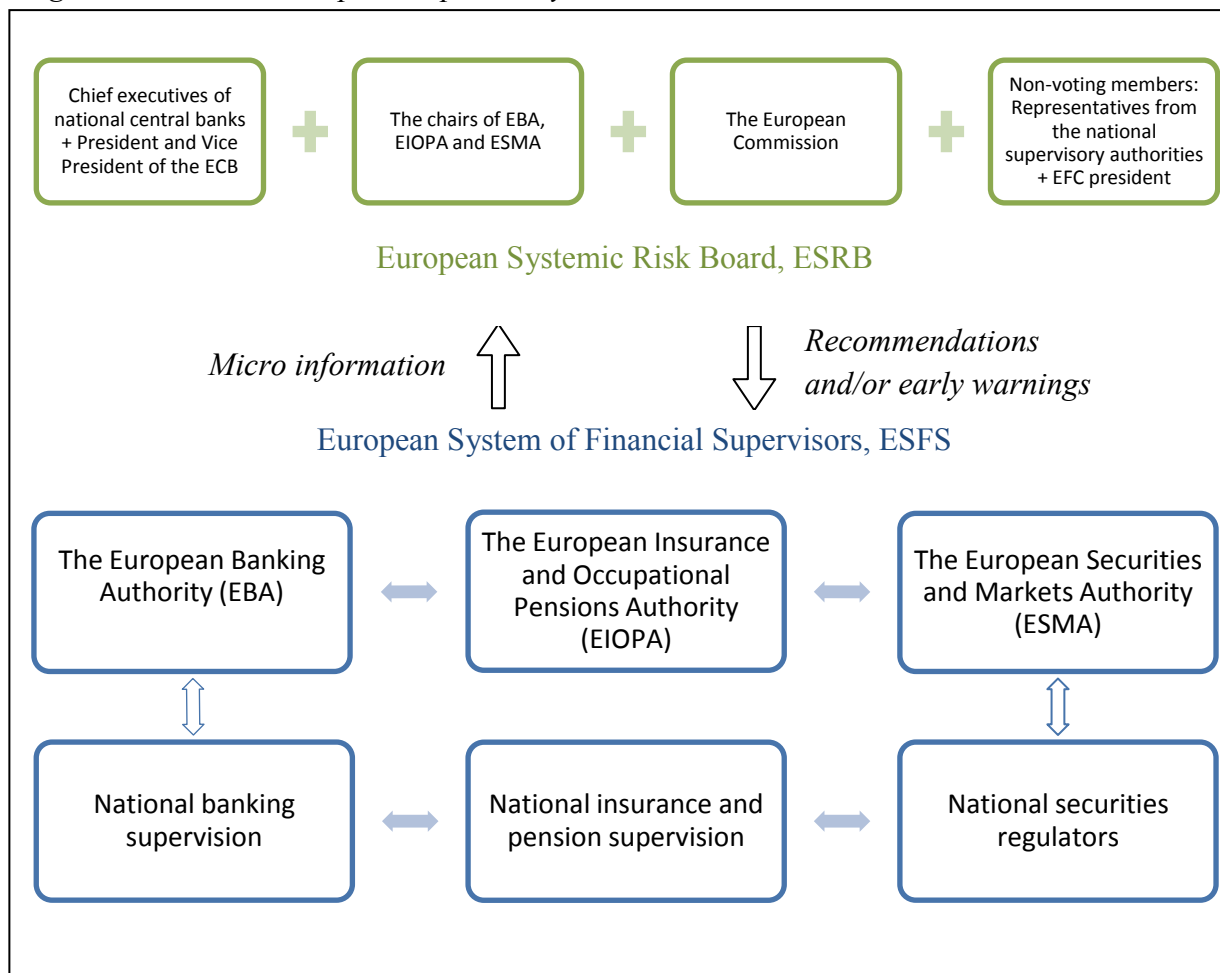 Chief executives of
national central banks
+ President and Vice
President of the ECB
The chairs of EBA,
EIOPA and ESMA
The European
Commission
Non-voting members:
Representatives from
the national
supervisory authorities
+ EFC president
European Systemic Risk Board, ESRB
Micro information
Recommendations
and/or early warnings
European System of Financial Supervisors, ESFS
The European Banking
Authority (EBA)
The European Insurance
and Occupational
Pensions Authority
(EIOPA)
The European Securities
and Markets Authority
(ESMA)
National banking
supervision
National insurance and
pension supervision
National securities
regulators